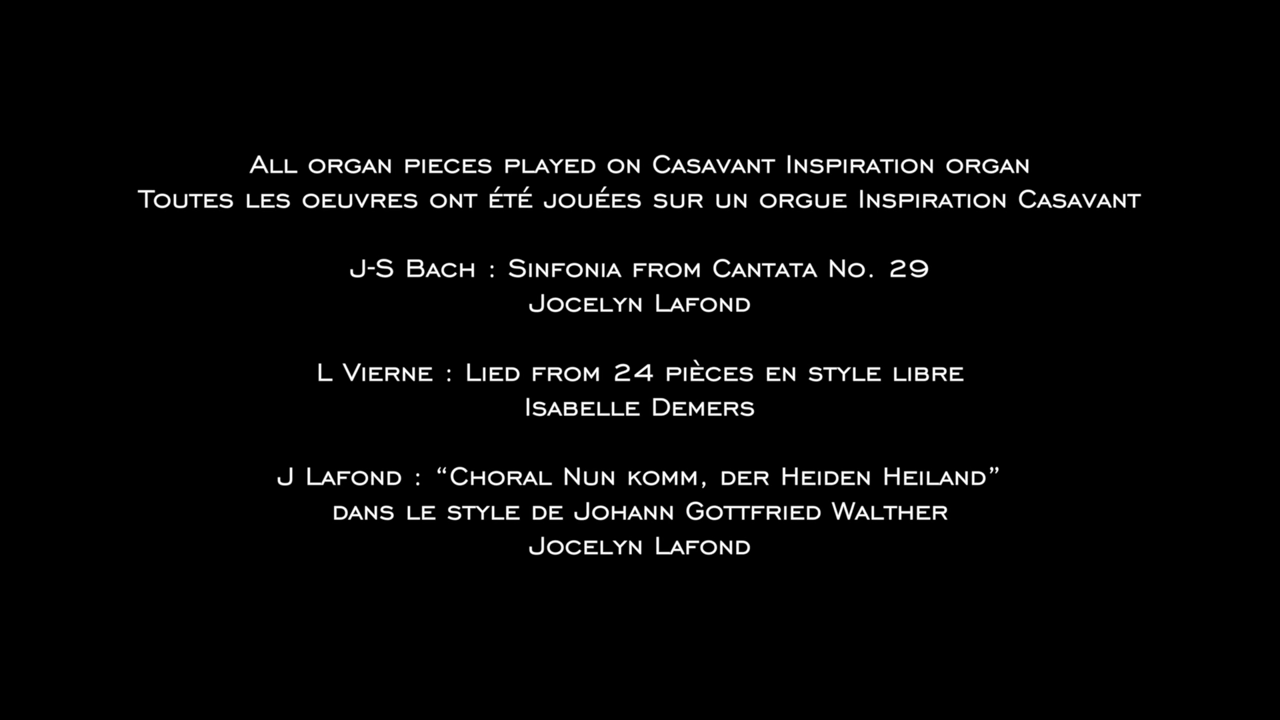 All organ pieces played on Casavant Inspiration organ
Toutes les oeuvres ont été jouées sur un orgue Inspiration Casavant
J-S Bach : Sinfonia from Cantata No. 29
Jocelyn Lafond
L Vierne : Lied from 24 pièces en style libre
Isabelle Demers
J Lafond : “Choral Nun komm, der Heiden Heiland”
dans le style de Johann Gottfried Walther
Jocelyn Lafond